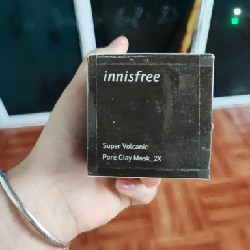 innisfree
Super Volcanic
Pore Clay Mask_2X